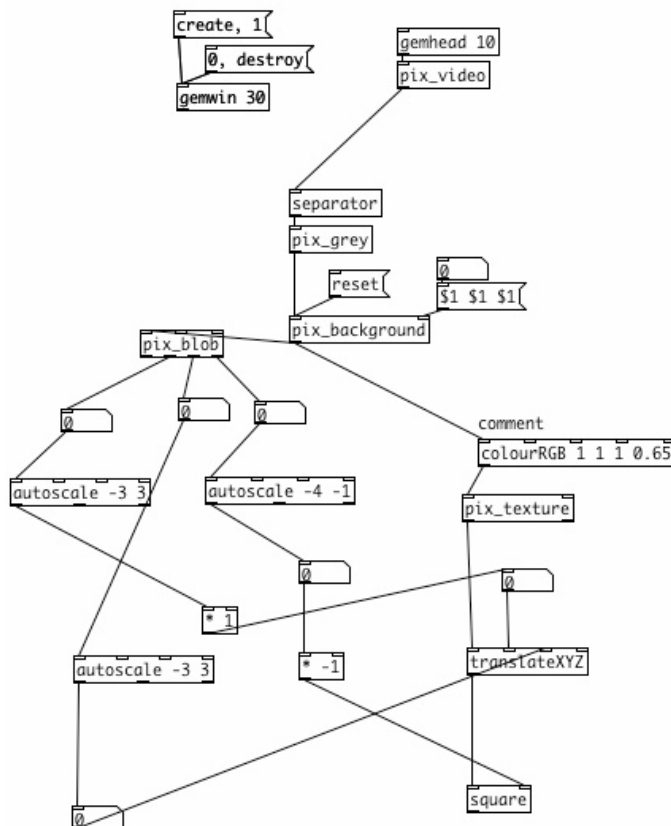 create, 1
0, destroy
gemwin 30
gemhead 10
pix_video
separator
pix_grey
reset
0
$1 $1 $1
pix_background
pix_blob
0
0
0
comment
colourRGB 1 1 1 0.65
autoscale -3 3
autoscale -4 -1
pix_texture
0
0
* 1
autoscale -3 3
* -1
translateXYZ
square
0